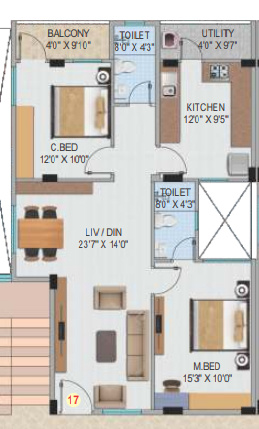 BALCONY
4'0" X 9'10"
TOILET
8'0" X 4'3"
UTILITY
4'0" X 9'7"
KITCHEN
12'0" X 9'5"
C.BED
12'0" X 10'0"
TOILET
8'0" X 4'3"
LIV / DIN
23'7" X 14'0"
M.BED
15'3" X 10'0"
17